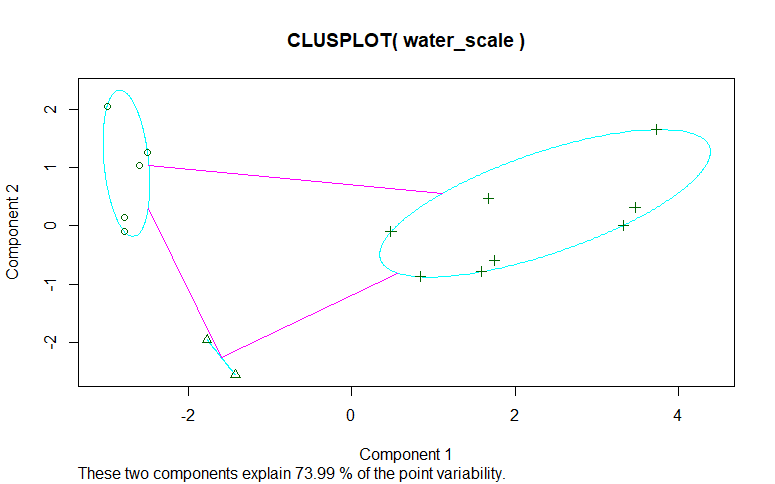 CLUSPLOT( water_scale )
2
1
0
-1
-2
Component 2
-2 0 2 4
Component 1
These two components explain 73.99 % of the point variability.